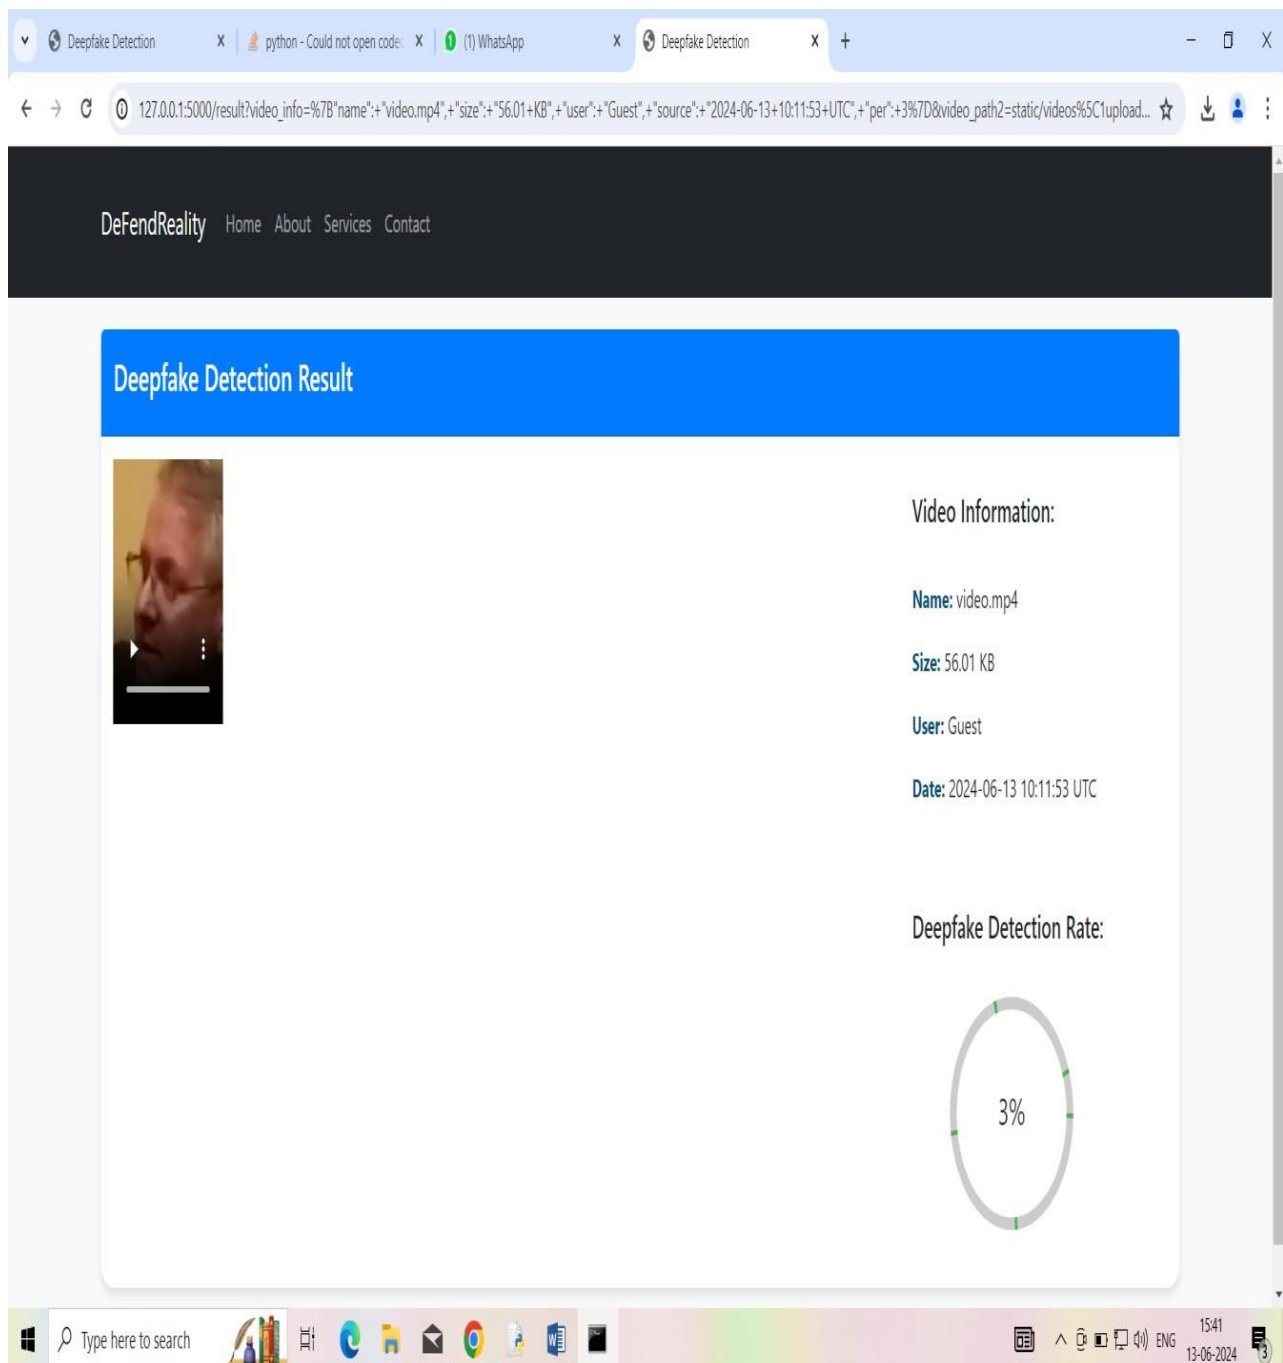 Deepfake Detection
python - Could not open codec
(1) WhatsApp
Deepfake Detection
127.0.0.1:5000/result?video_info=%7B"name":+"video.mp4",+"size":+"56.01+KB",+"user":+"Guest",+"source":+"2024-06-13+10:11:53+UTC",+"per":+3%7D&video_path2=static/videos%5C1upload...
DeFendReality Home About Services Contact
Deepfake Detection Result
Video Information:
Name: video.mp4
Size: 56.01 KB
User: Guest
Date: 2024-06-13 10:11:53 UTC
Deepfake Detection Rate:
3%
Type here to search
ENG
15:41
13-06-2024
3